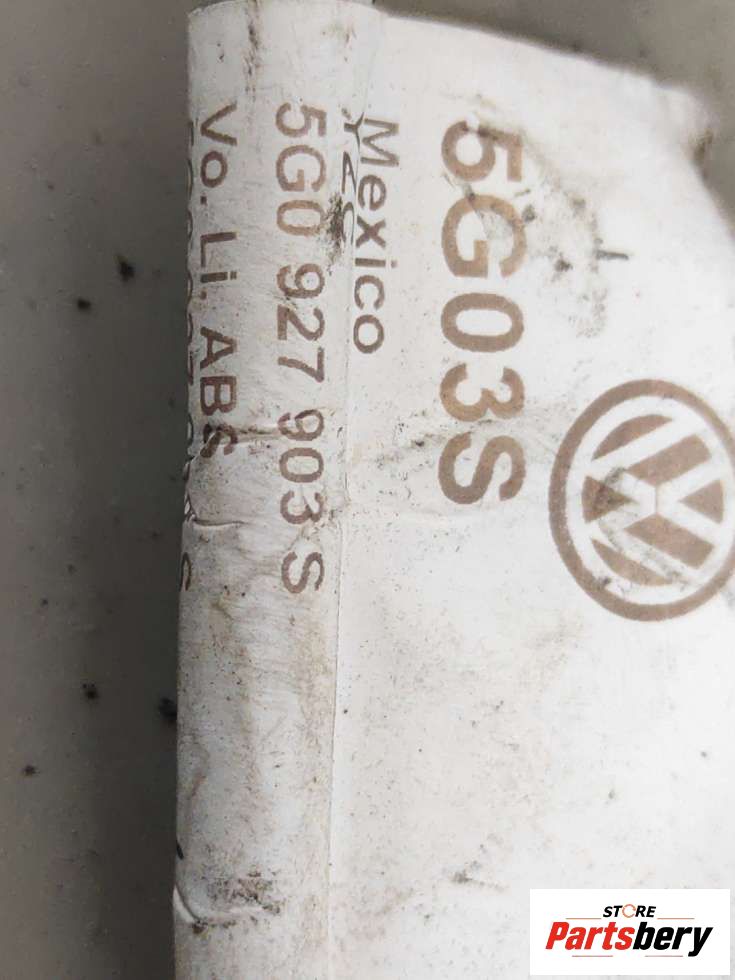 5G03S
Mexico
5G0 927 903 S
Vo. Li. ABS
STORE
Partsbery